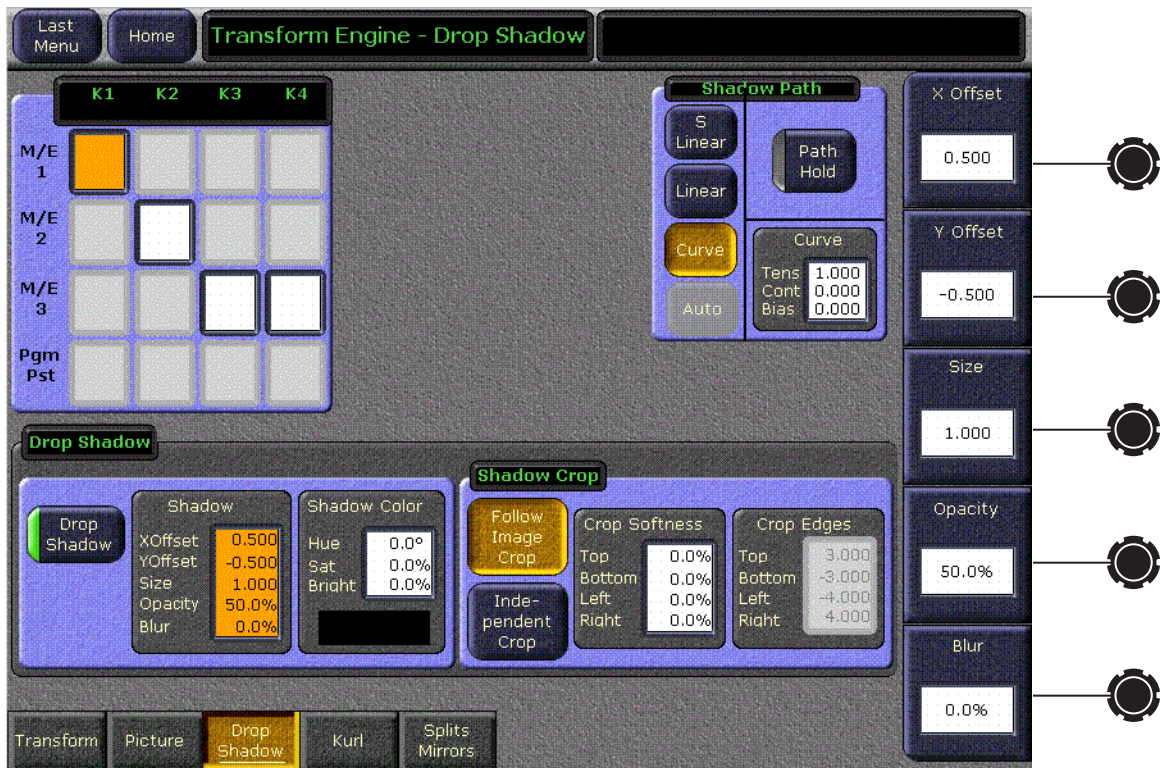 Last
Menu
Home
Transform Engine - Drop Shadow
K1 K2 K3 K4
M/E
1
M/E
2
M/E
3
Pgm
Pst
Shadow Path
S
Linear
Linear
Curve
Auto
Path
Hold
Curve
Tens 1.000
Cont 0.000
Bias 0.000
X Offset
0.500
Y Offset
-0.500
Size
1.000
Opacity
50.0%
Blur
0.0%
Drop Shadow
Drop
Shadow
Shadow
XOffset 0.500
YOffset -0.500
Size 1.000
Opacity 50.0%
Blur 0.0%
Shadow Color
Hue 0.0°
Sat 0.0%
Bright 0.0%
Shadow Crop
Follow
Image
Crop
Inde-
pendent
Crop
Crop Softness
Top 0.0%
Bottom 0.0%
Left 0.0%
Right 0.0%
Crop Edges
Top 3.000
Bottom -3.000
Left -4.000
Right 4.000
Transform
Picture
Drop
Shadow
Kurl
Splits
Mirrors